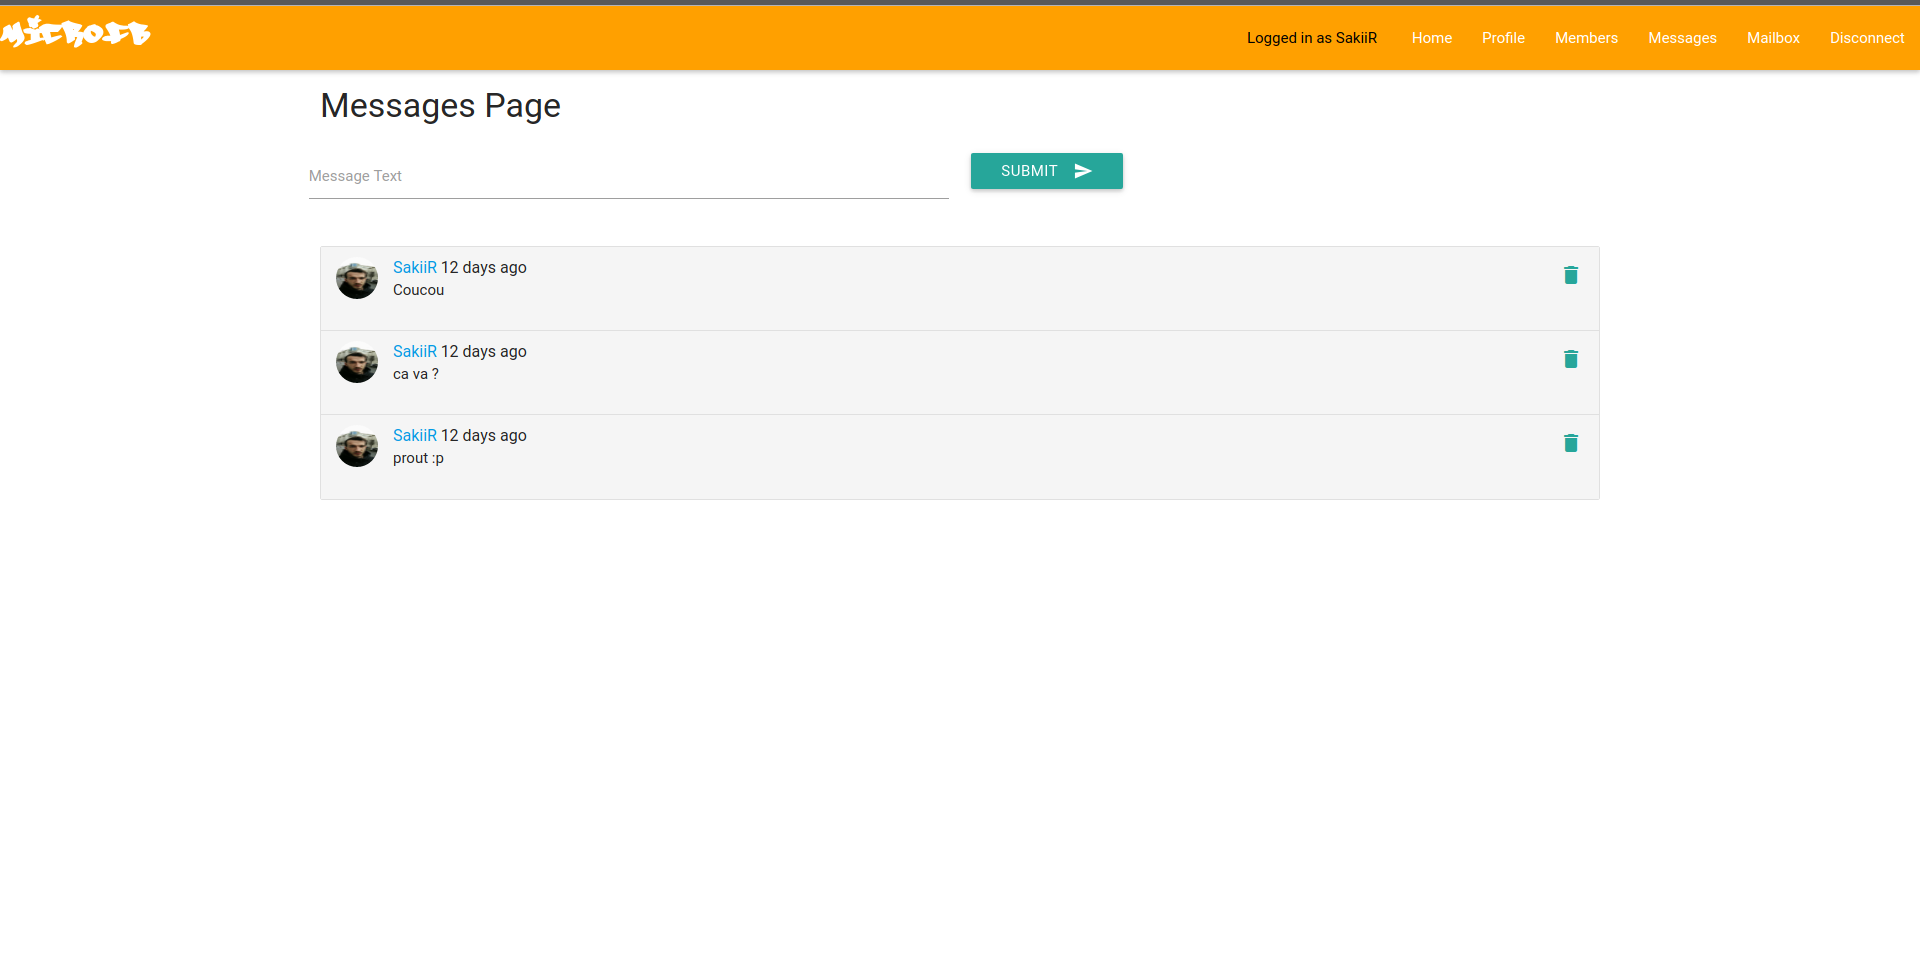 MICROFB
Logged in as SakiiR Home Profile Members Messages Mailbox Disconnect
Messages Page
Message Text
SUBMIT
SakiiR 12 days ago
Coucou
SakiiR 12 days ago
ca va ?
SakiiR 12 days ago
prout :p